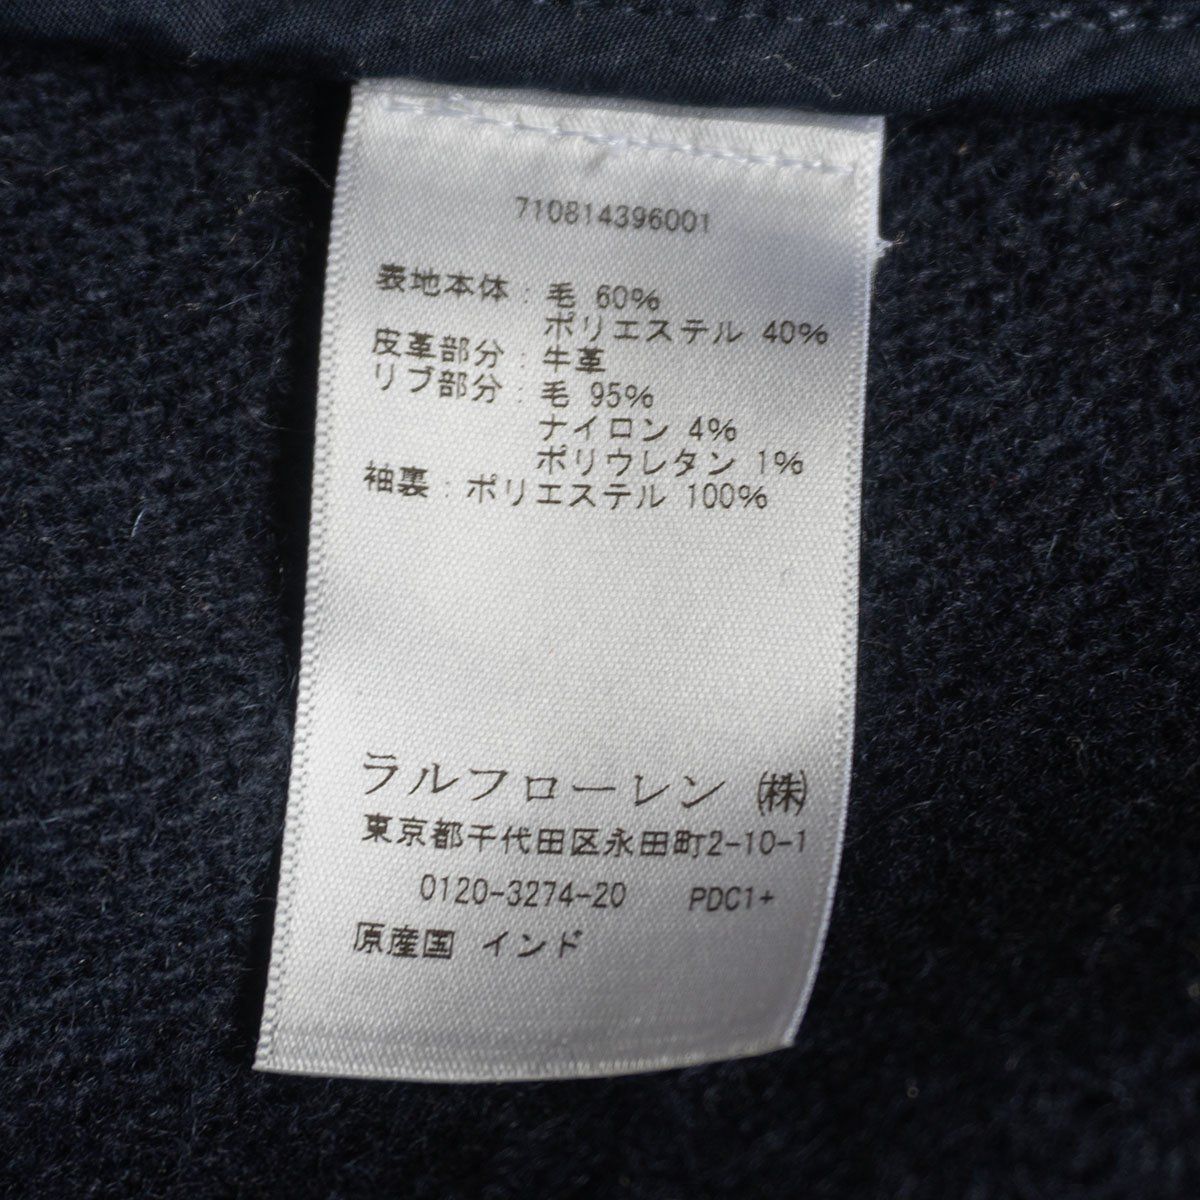 710814396001
表地本体 : 毛 60%
ポリエステル 40%
皮革部分 : 牛革
リブ部分 : 毛 95%
ナイロン 4%
ポリウレタン 1%
袖裏 : ポリエステル 100%
ラルフローレン ㈱
東京都千代田区永田町2-10-1
0120-3274-20 PDC1+
原産国 インド